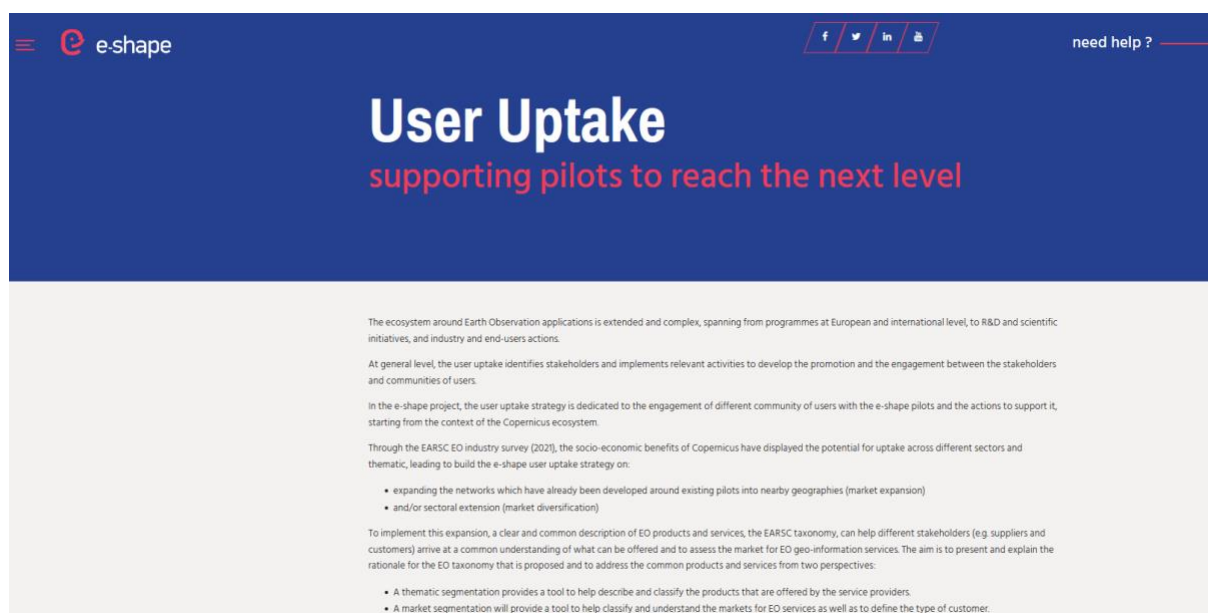 e-shape
f in You Tube
need help ?
User Uptake
supporting pilots to reach the next level
The ecosystem around Earth Observation applications is extended and complex, spanning from programmes at European and international level, to R&D and scientific
initiatives, and industry and end-users actions.
At general level, the user uptake identifies stakeholders and implements relevant activities to develop the promotion and the engagement between the stakeholders
and communities of users.
In the e-shape project, the user uptake strategy is dedicated to the engagement of different community of users with the e-shape pilots and the actions to support it,
starting from the context of the Copernicus ecosystem.
Through the EARSC EO industry survey (2021), the socio-economic benefits of Copernicus have displayed the potential for uptake across different sectors and
thematic, leading to build the e-shape user uptake strategy on:
• expanding the networks which have already been developed around existing pilots into nearby geographies (market expansion)
• and/or sectoral extension (market diversification)
To implement this expansion, a clear and common description of EO products and services, the EARSC taxonomy, can help different stakeholders (e.g. suppliers and
customers) arrive at a common understanding of what can be offered and to assess the market for EO geo-information services. The aim is to present and explain the
rationale for the EO taxonomy that is proposed and to address the common products and services from two perspectives:
• A thematic segmentation provides a tool to help describe and classify the products that are offered by the service providers.
• A market segmentation will provide a tool to help classify and understand the markets for EO services as well as to define the type of customer.